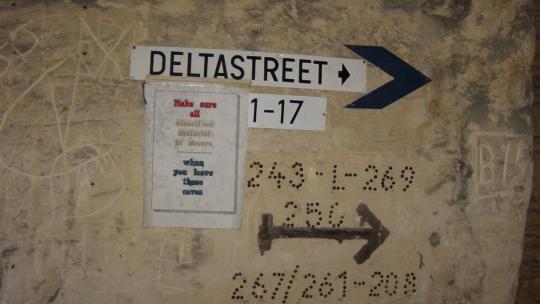 DELTASTREET
1-17
Make sure
all
classified
material
is secure
when
you leave
these
caves
243-L-269
250
267/261-208